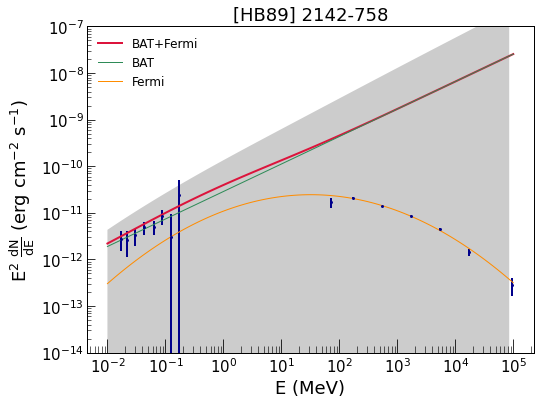 [HB89] 2142-758
BAT+Fermi
BAT
Fermi
E² dN/dE (erg cm⁻² s⁻¹)
10⁻⁷
10⁻⁸
10⁻⁹
10⁻¹⁰
10⁻¹¹
10⁻¹²
10⁻¹³
10⁻¹⁴
10⁻² 10⁻¹ 10⁰ 10¹ 10² 10³ 10⁴ 10⁵
E (MeV)